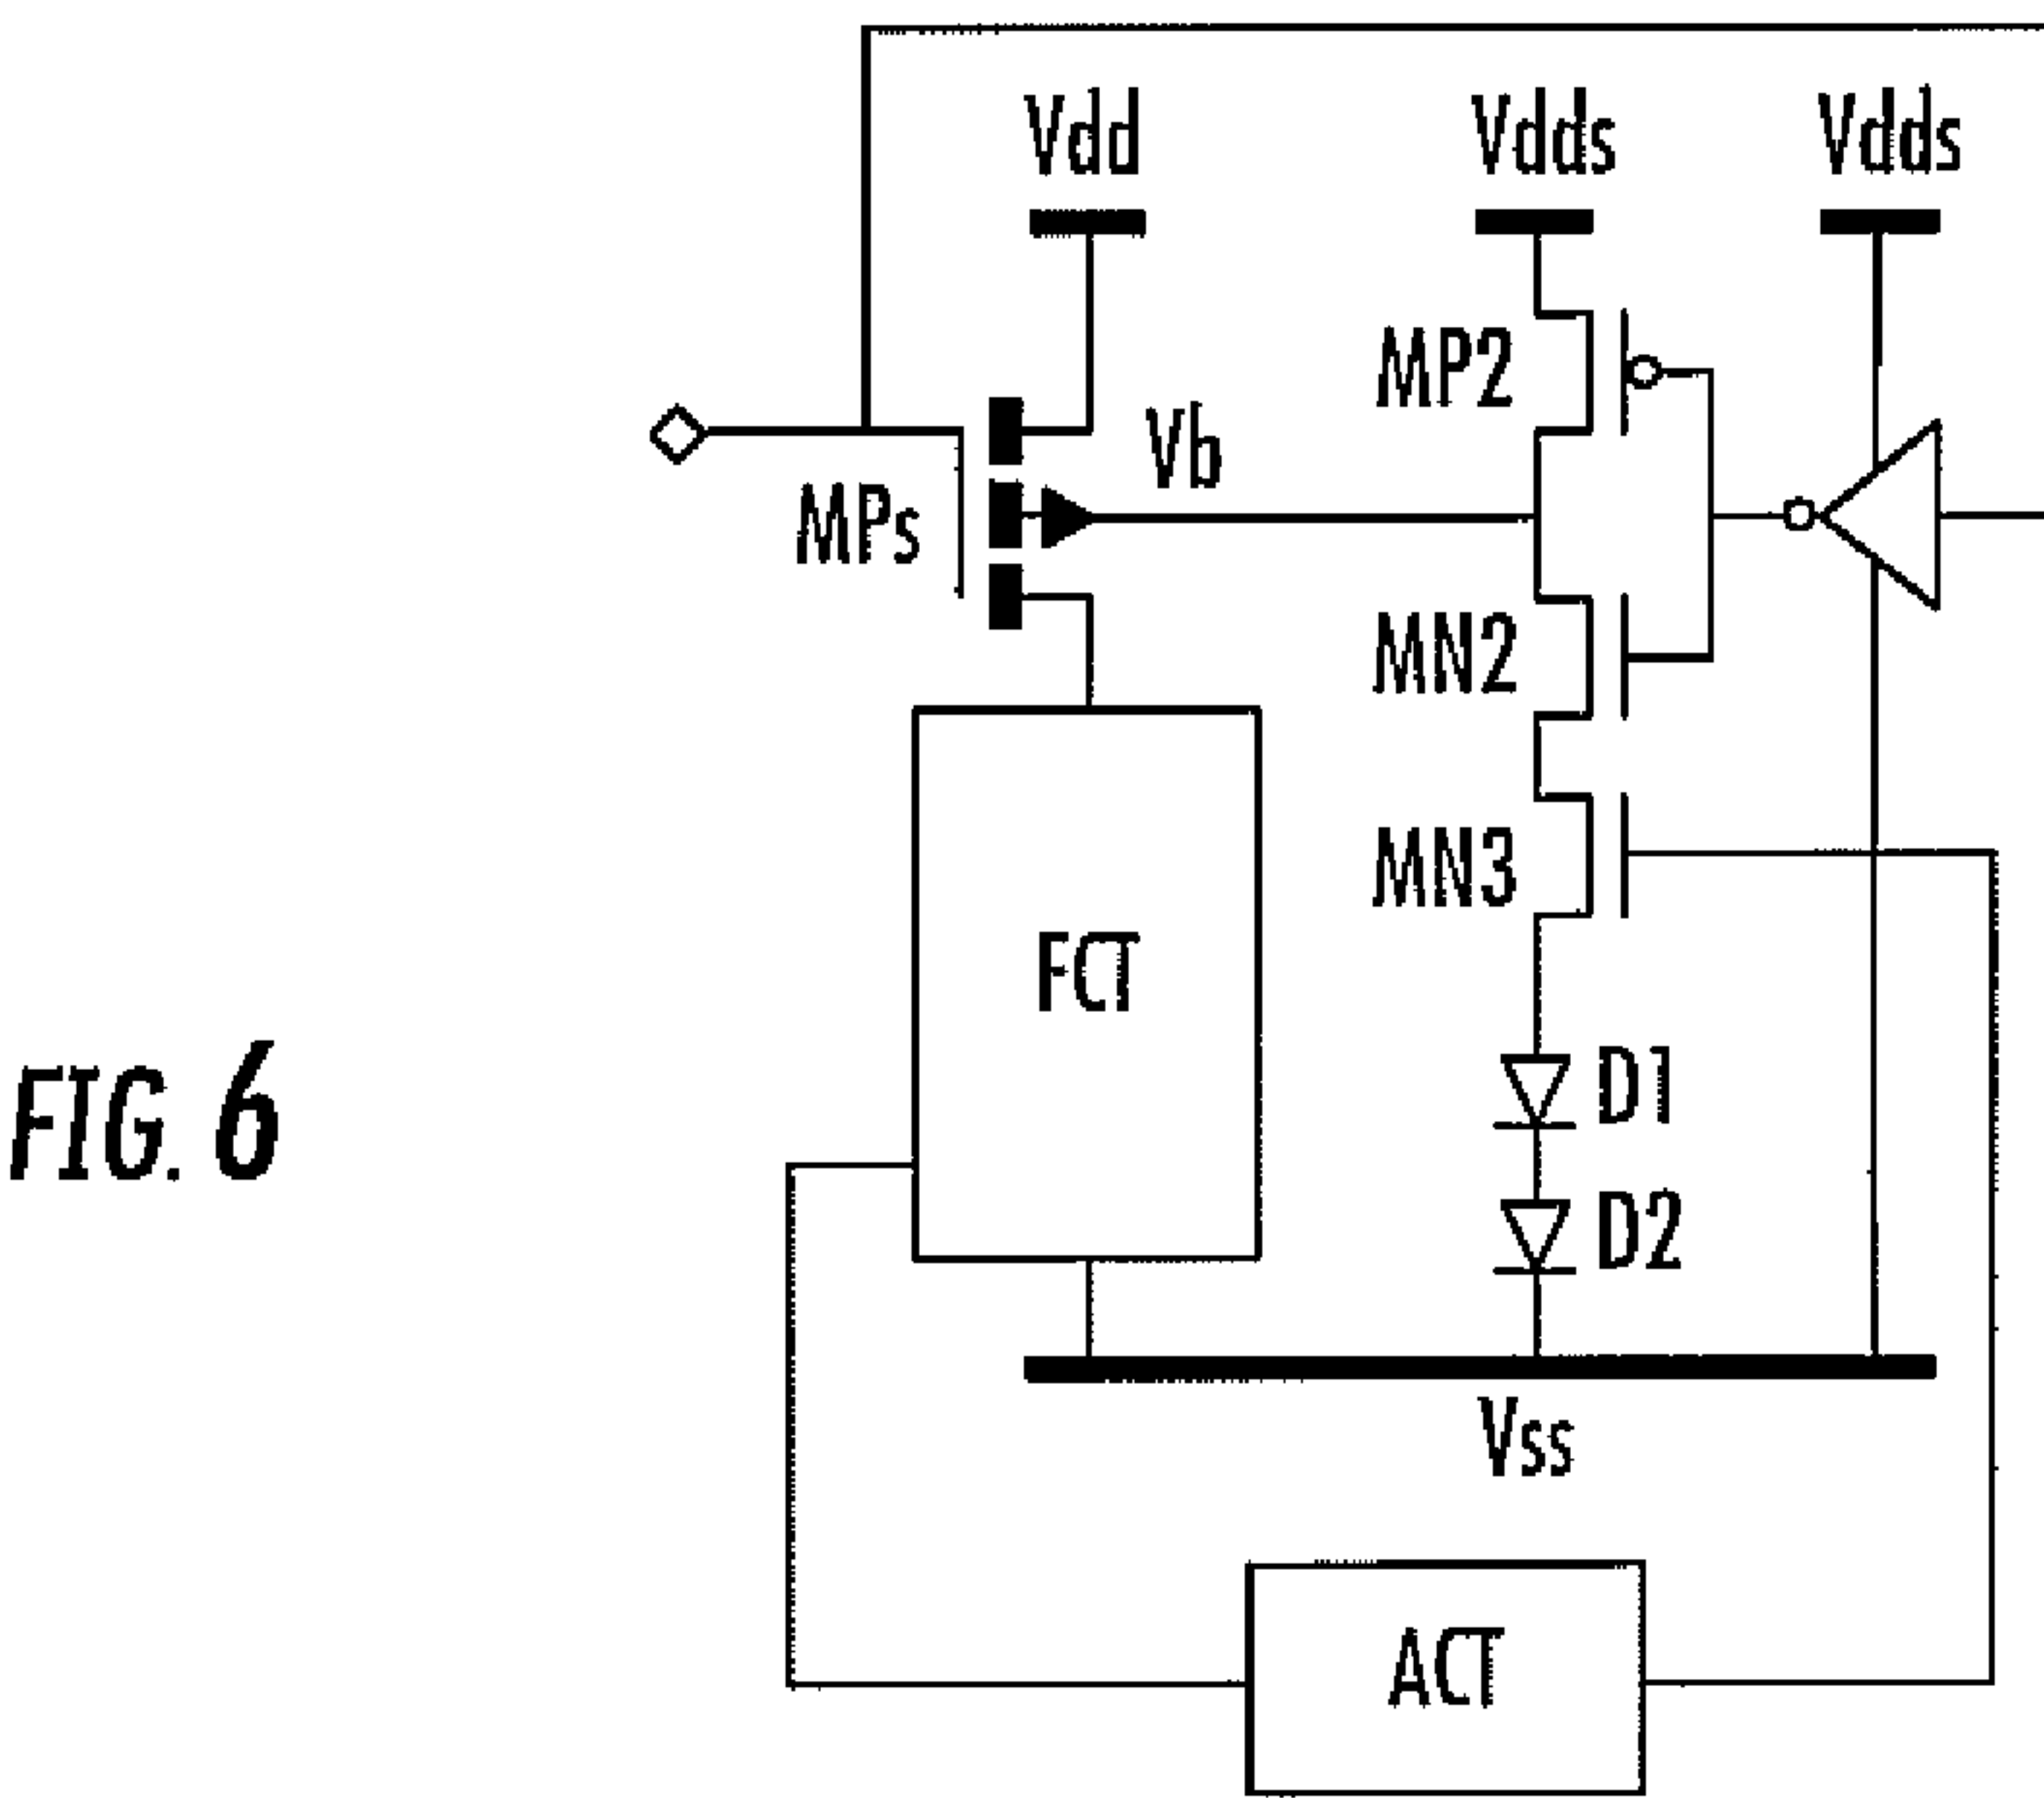 Vdd
Vdds
Vdds
MP2
Vb
MPs
MN2
MN3
FCT
FIG. 6
D1
D2
Vss
ACT